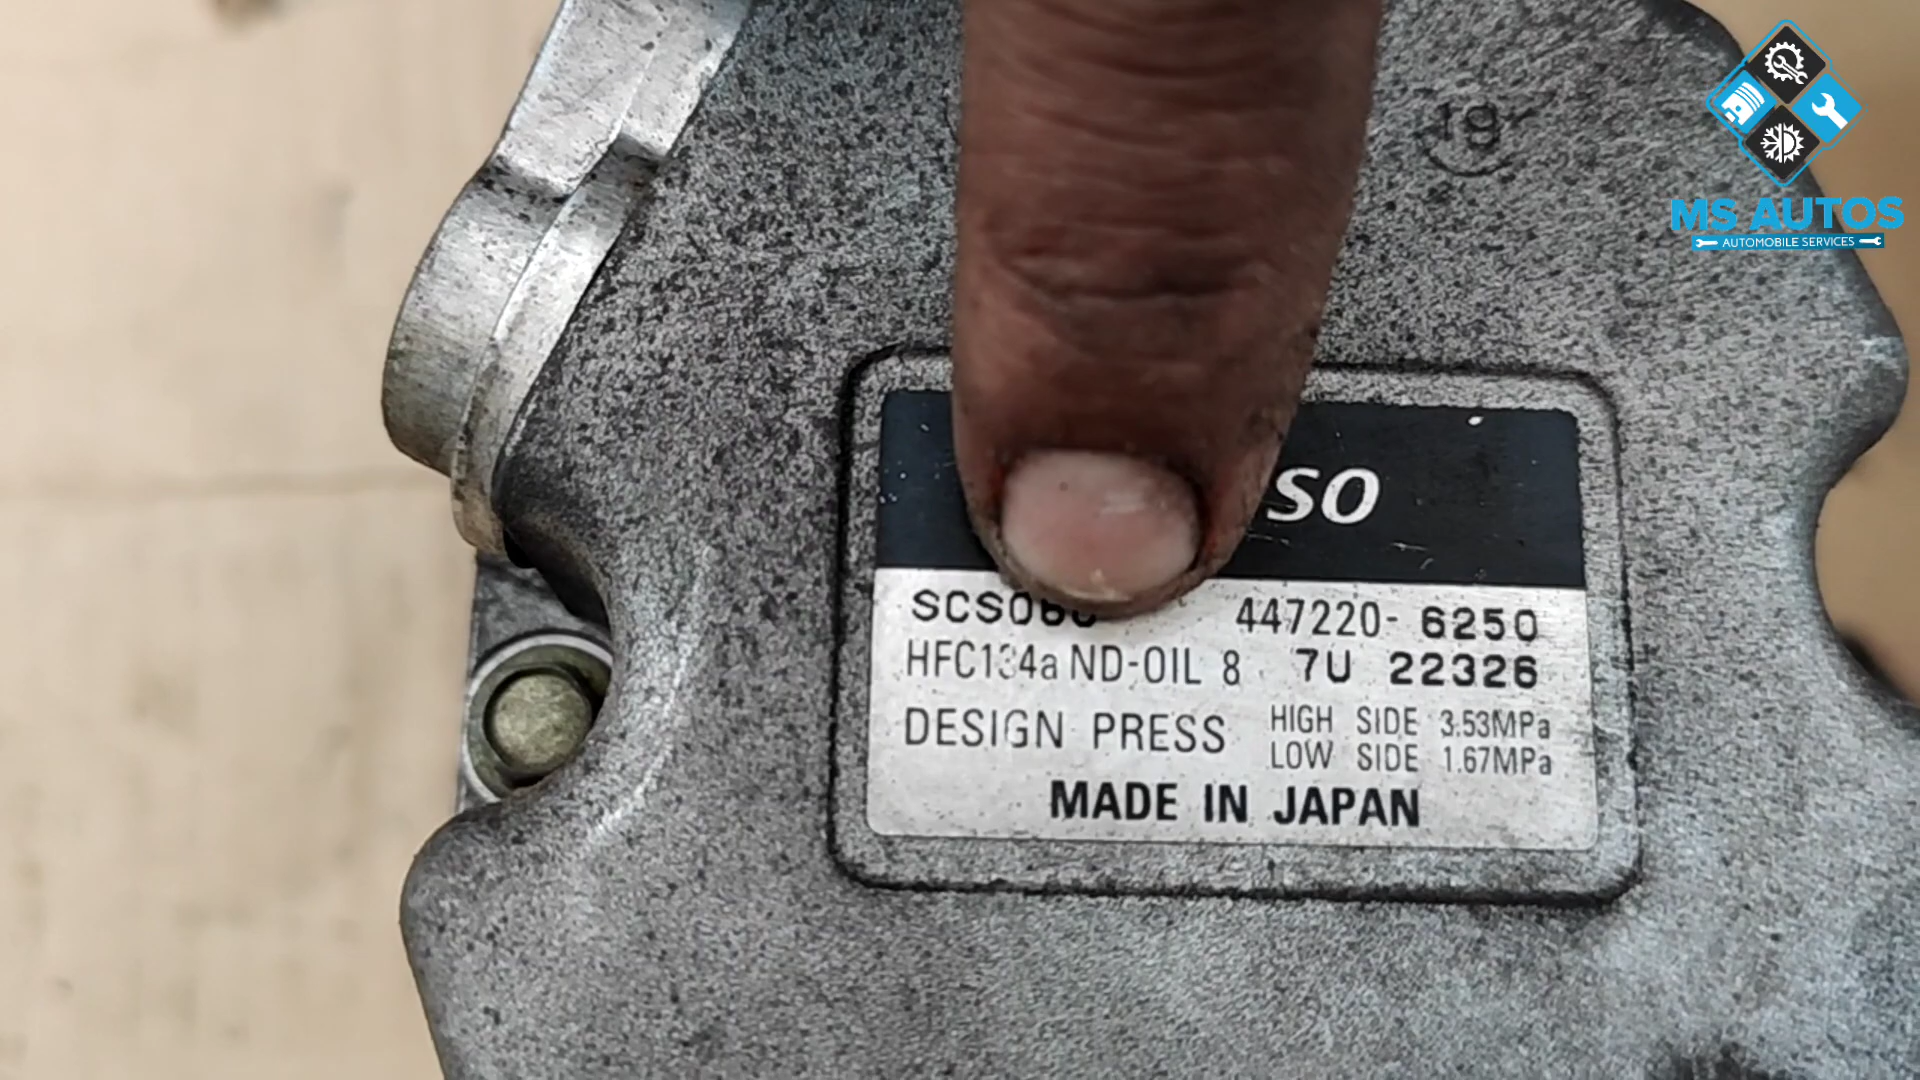 19
MS AUTOS
AUTOMOBILE SERVICES
SO
447220- 6250
HFC134a ND-OIL 8 7U 22326
DESIGN PRESS HIGH SIDE 3.53MPa
LOW SIDE 1.67MPa
MADE IN JAPAN